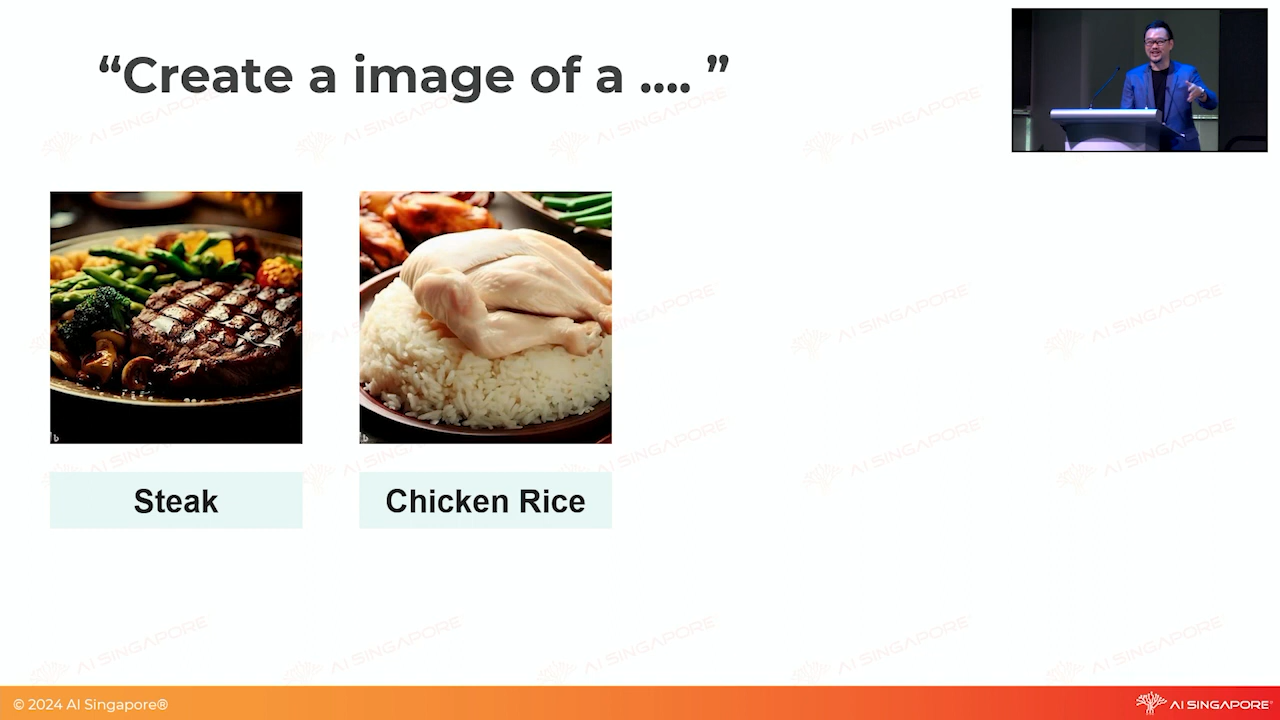 “Create a image of a .... ”
Steak
Chicken Rice
© 2024 AI Singapore®
AI SINGAPORE®